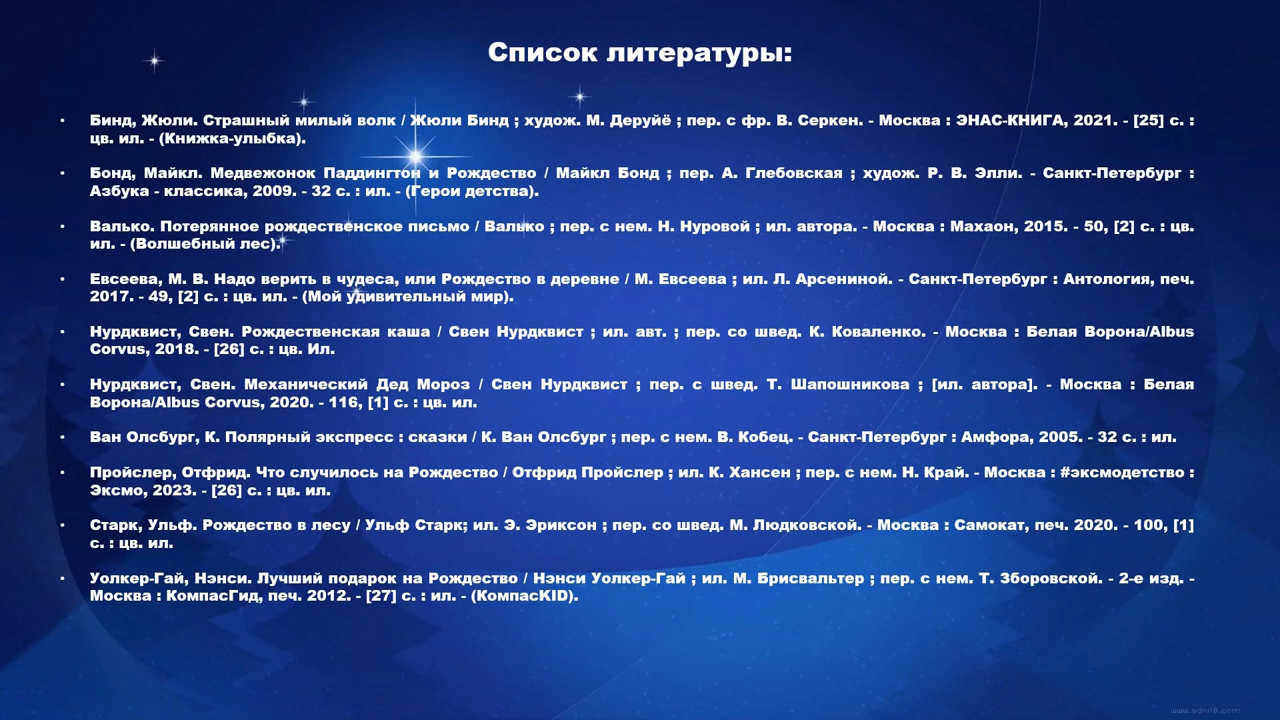 Список литературы:
• Бинд, Жюли. Страшный милый волк / Жюли Бинд ; худож. М. Деруйё ; пер. с фр. В. Серкен. - Москва : ЭНАС-КНИГА, 2021. - [25] с. :
цв. ил. - (Книжка-улыбка).
• Бонд, Майкл. Медвежонок Паддингтон и Рождество / Майкл Бонд ; пер. А. Глебовская ; худож. Р. В. Элли. - Санкт-Петербург :
Азбука - классика, 2009. - 32 с. : ил. - (Герои детства).
• Валько. Потерянное рождественское письмо / Валько ; пер. с нем. Н. Нуровой ; ил. автора. - Москва : Махаон, 2015. - 50, [2] с. : цв.
ил. - (Волшебный лес).
• Евсеева, М. В. Надо верить в чудеса, или Рождество в деревне / М. Евсеева ; ил. Л. Арсениной. - Санкт-Петербург : Антология, печ.
2017. - 49, [2] с. : цв. ил. - (Мой удивительный мир).
• Нурдквист, Свен. Рождественская каша / Свен Нурдквист ; ил. авт. ; пер. со швед. К. Коваленко. - Москва : Белая Ворона/Albus
Corvus, 2018. - [26] с. : цв. Ил.
• Нурдквист, Свен. Механический Дед Мороз / Свен Нурдквист ; пер. с швед. Т. Шапошникова ; [ил. автора]. - Москва : Белая
Ворона/Albus Corvus, 2020. - 116, [1] с. : цв. ил.
• Ван Олсбург, К. Полярный экспресс : сказки / К. Ван Олсбург ; пер. с нем. В. Кобец. - Санкт-Петербург : Амфора, 2005. - 32 с. : ил.
• Пройслер, Отфрид. Что случилось на Рождество / Отфрид Пройслер ; ил. К. Хансен ; пер. с нем. Н. Край. - Москва : #эксмодетство :
Эксмо, 2023. - [26] с. : цв. ил.
• Старк, Ульф. Рождество в лесу / Ульф Старк; ил. Э. Эриксон ; пер. со швед. М. Людковской. - Москва : Самокат, печ. 2020. - 100, [1]
с. : цв. ил.
• Уолкер-Гай, Нэнси. Лучший подарок на Рождество / Нэнси Уолкер-Гай ; ил. М. Брисвальтер ; пер. с нем. Т. Зборовской. - 2-е изд. -
Москва : КомпасГид, печ. 2012. - [27] с. : ил. - (КомпасKID).